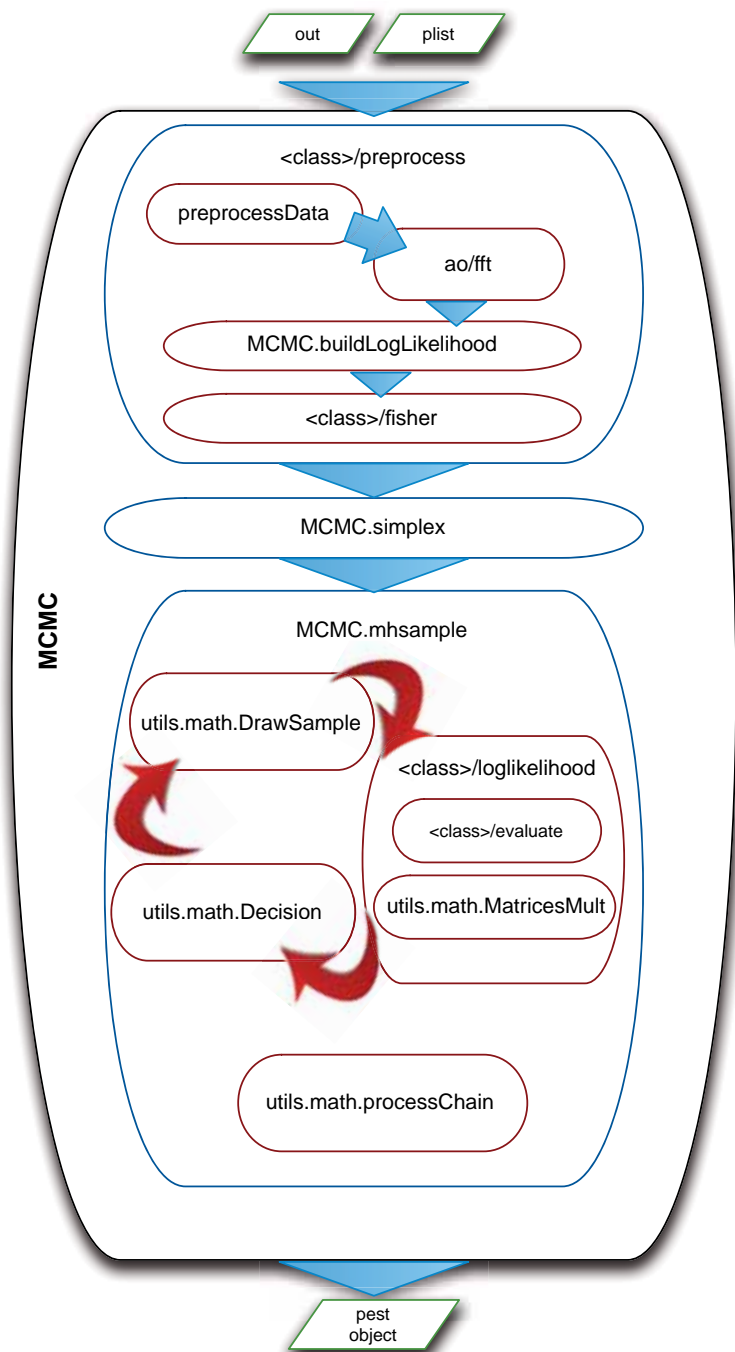 out
plist
<class>/preprocess
preprocessData
ao/fft
MCMC.buildLogLikelihood
<class>/fisher
MCMC.simplex
MCMC
MCMC.mhsample
utils.math.DrawSample
<class>/loglikelihood
<class>/evaluate
utils.math.MatricesMult
utils.math.Decision
utils.math.processChain
pest
object